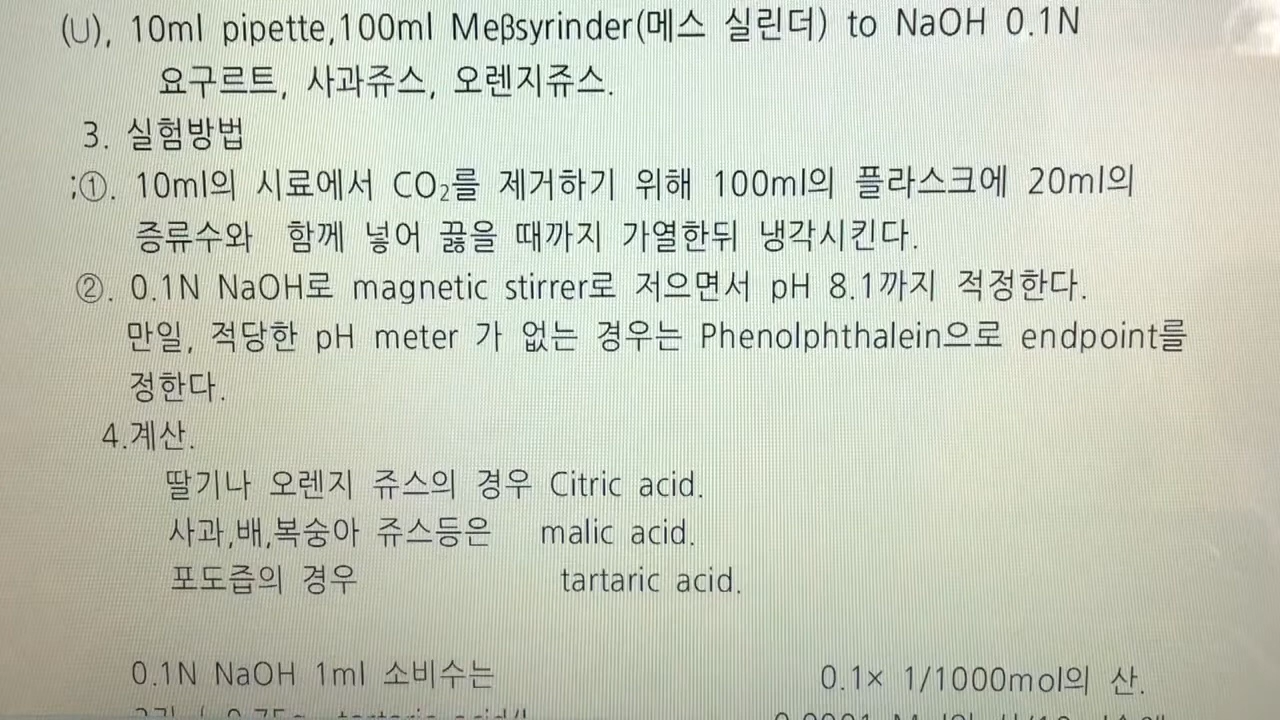 (U), 10ml pipette,100ml Meβsyrinder(메스 실린더) to NaOH 0.1N
요구르트, 사과쥬스, 오렌지쥬스.
3. 실험방법
;①. 10ml의 시료에서 CO₂를 제거하기 위해 100ml의 플라스크에 20ml의
증류수와 함께 넣어 끓을 때까지 가열한뒤 냉각시킨다.
②. 0.1N NaOH로 magnetic stirrer로 저으면서 pH 8.1까지 적정한다.
만일, 적당한 pH meter 가 없는 경우는 Phenolphthalein으로 endpoint를
정한다.
4.계산.
딸기나 오렌지 쥬스의 경우 Citric acid.
사과,배,복숭아 쥬스등은 malic acid.
포도즙의 경우 tartaric acid.
0.1N NaOH 1ml 소비수는 0.1× 1/1000mol의 산.